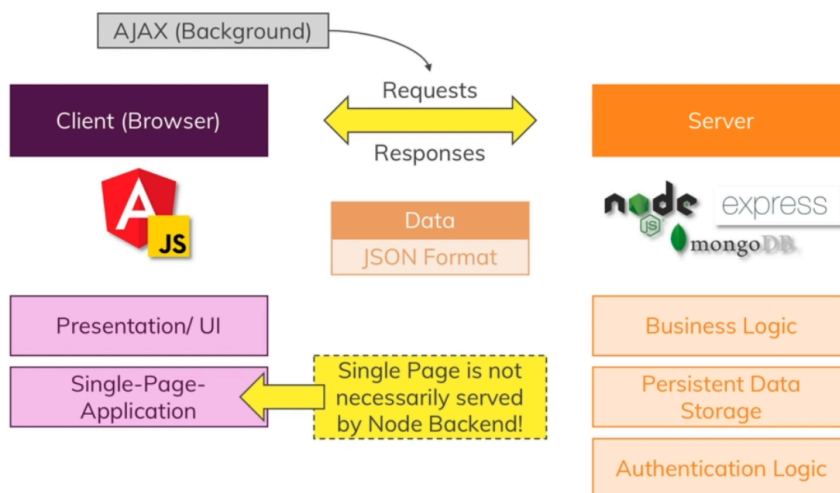 AJAX (Background)
Requests
Client (Browser)
Server
Responses
A
JS
node
JS
express
mongoDB.
Data
JSON Format
Presentation/ UI
Single-Page-
Application
Single Page is not
necessarily served
by Node Backend!
Business Logic
Persistent Data
Storage
Authentication Logic